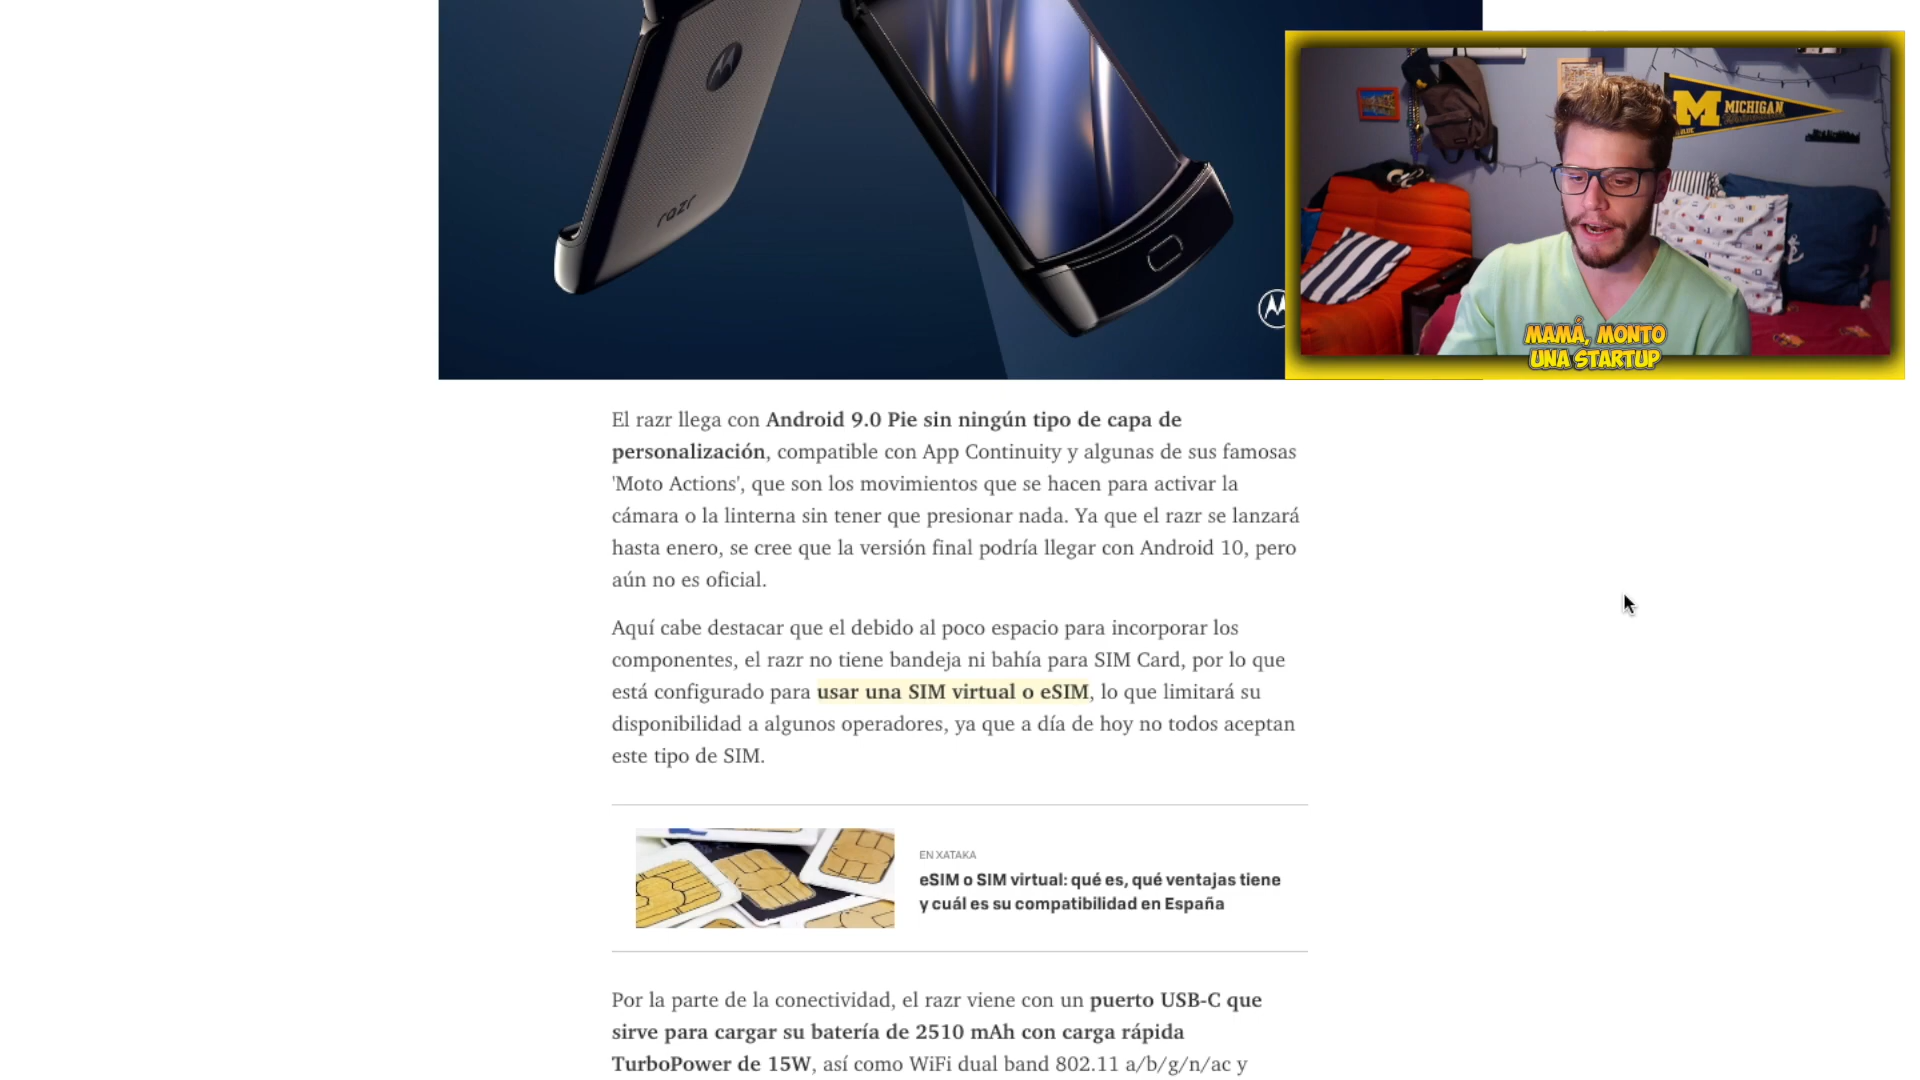 razr
M MICHIGAN
MAMÁ, MONTO
UNA STARTUP
El razr llega con Android 9.0 Pie sin ningún tipo de capa de
personalización, compatible con App Continuity y algunas de sus famosas
'Moto Actions', que son los movimientos que se hacen para activar la
cámara o la linterna sin tener que presionar nada. Ya que el razr se lanzará
hasta enero, se cree que la versión final podría llegar con Android 10, pero
aún no es oficial.
Aquí cabe destacar que el debido al poco espacio para incorporar los
componentes, el razr no tiene bandeja ni bahía para SIM Card, por lo que
está configurado para usar una SIM virtual o eSIM, lo que limitará su
disponibilidad a algunos operadores, ya que a día de hoy no todos aceptan
este tipo de SIM.
EN XATAKA
eSIM o SIM virtual: qué es, qué ventajas tiene
y cuál es su compatibilidad en España
Por la parte de la conectividad, el razr viene con un puerto USB-C que
sirve para cargar su batería de 2510 mAh con carga rápida
TurboPower de 15W, así como WiFi dual band 802.11 a/b/g/n/ac y